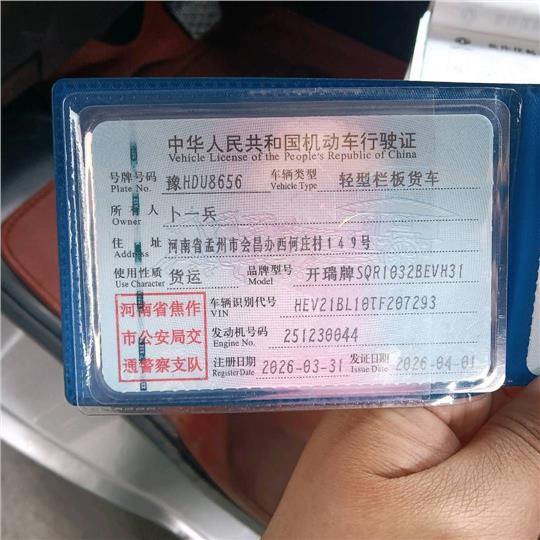 中华人民共和国机动车行驶证
Vehicle License of the People's Republic of China
号牌号码 豫HDU8656 车辆类型 轻型栏板货车
Plate No. Vehicle Type
所有人 卜一兵
Owner
住址 河南省孟州市会昌办西何庄村149号
Address
使用性质 货运 品牌型号 开瑞牌SQR1032BEVH31
Use Character Model
河南省焦作
市公安局交
通警察支队
车辆识别代号 HEV21BL10TF207293
VIN
发动机号码 251230044
Engine No.
注册日期 2026-03-31 发证日期 2026-04-01
Register Date Issue Date